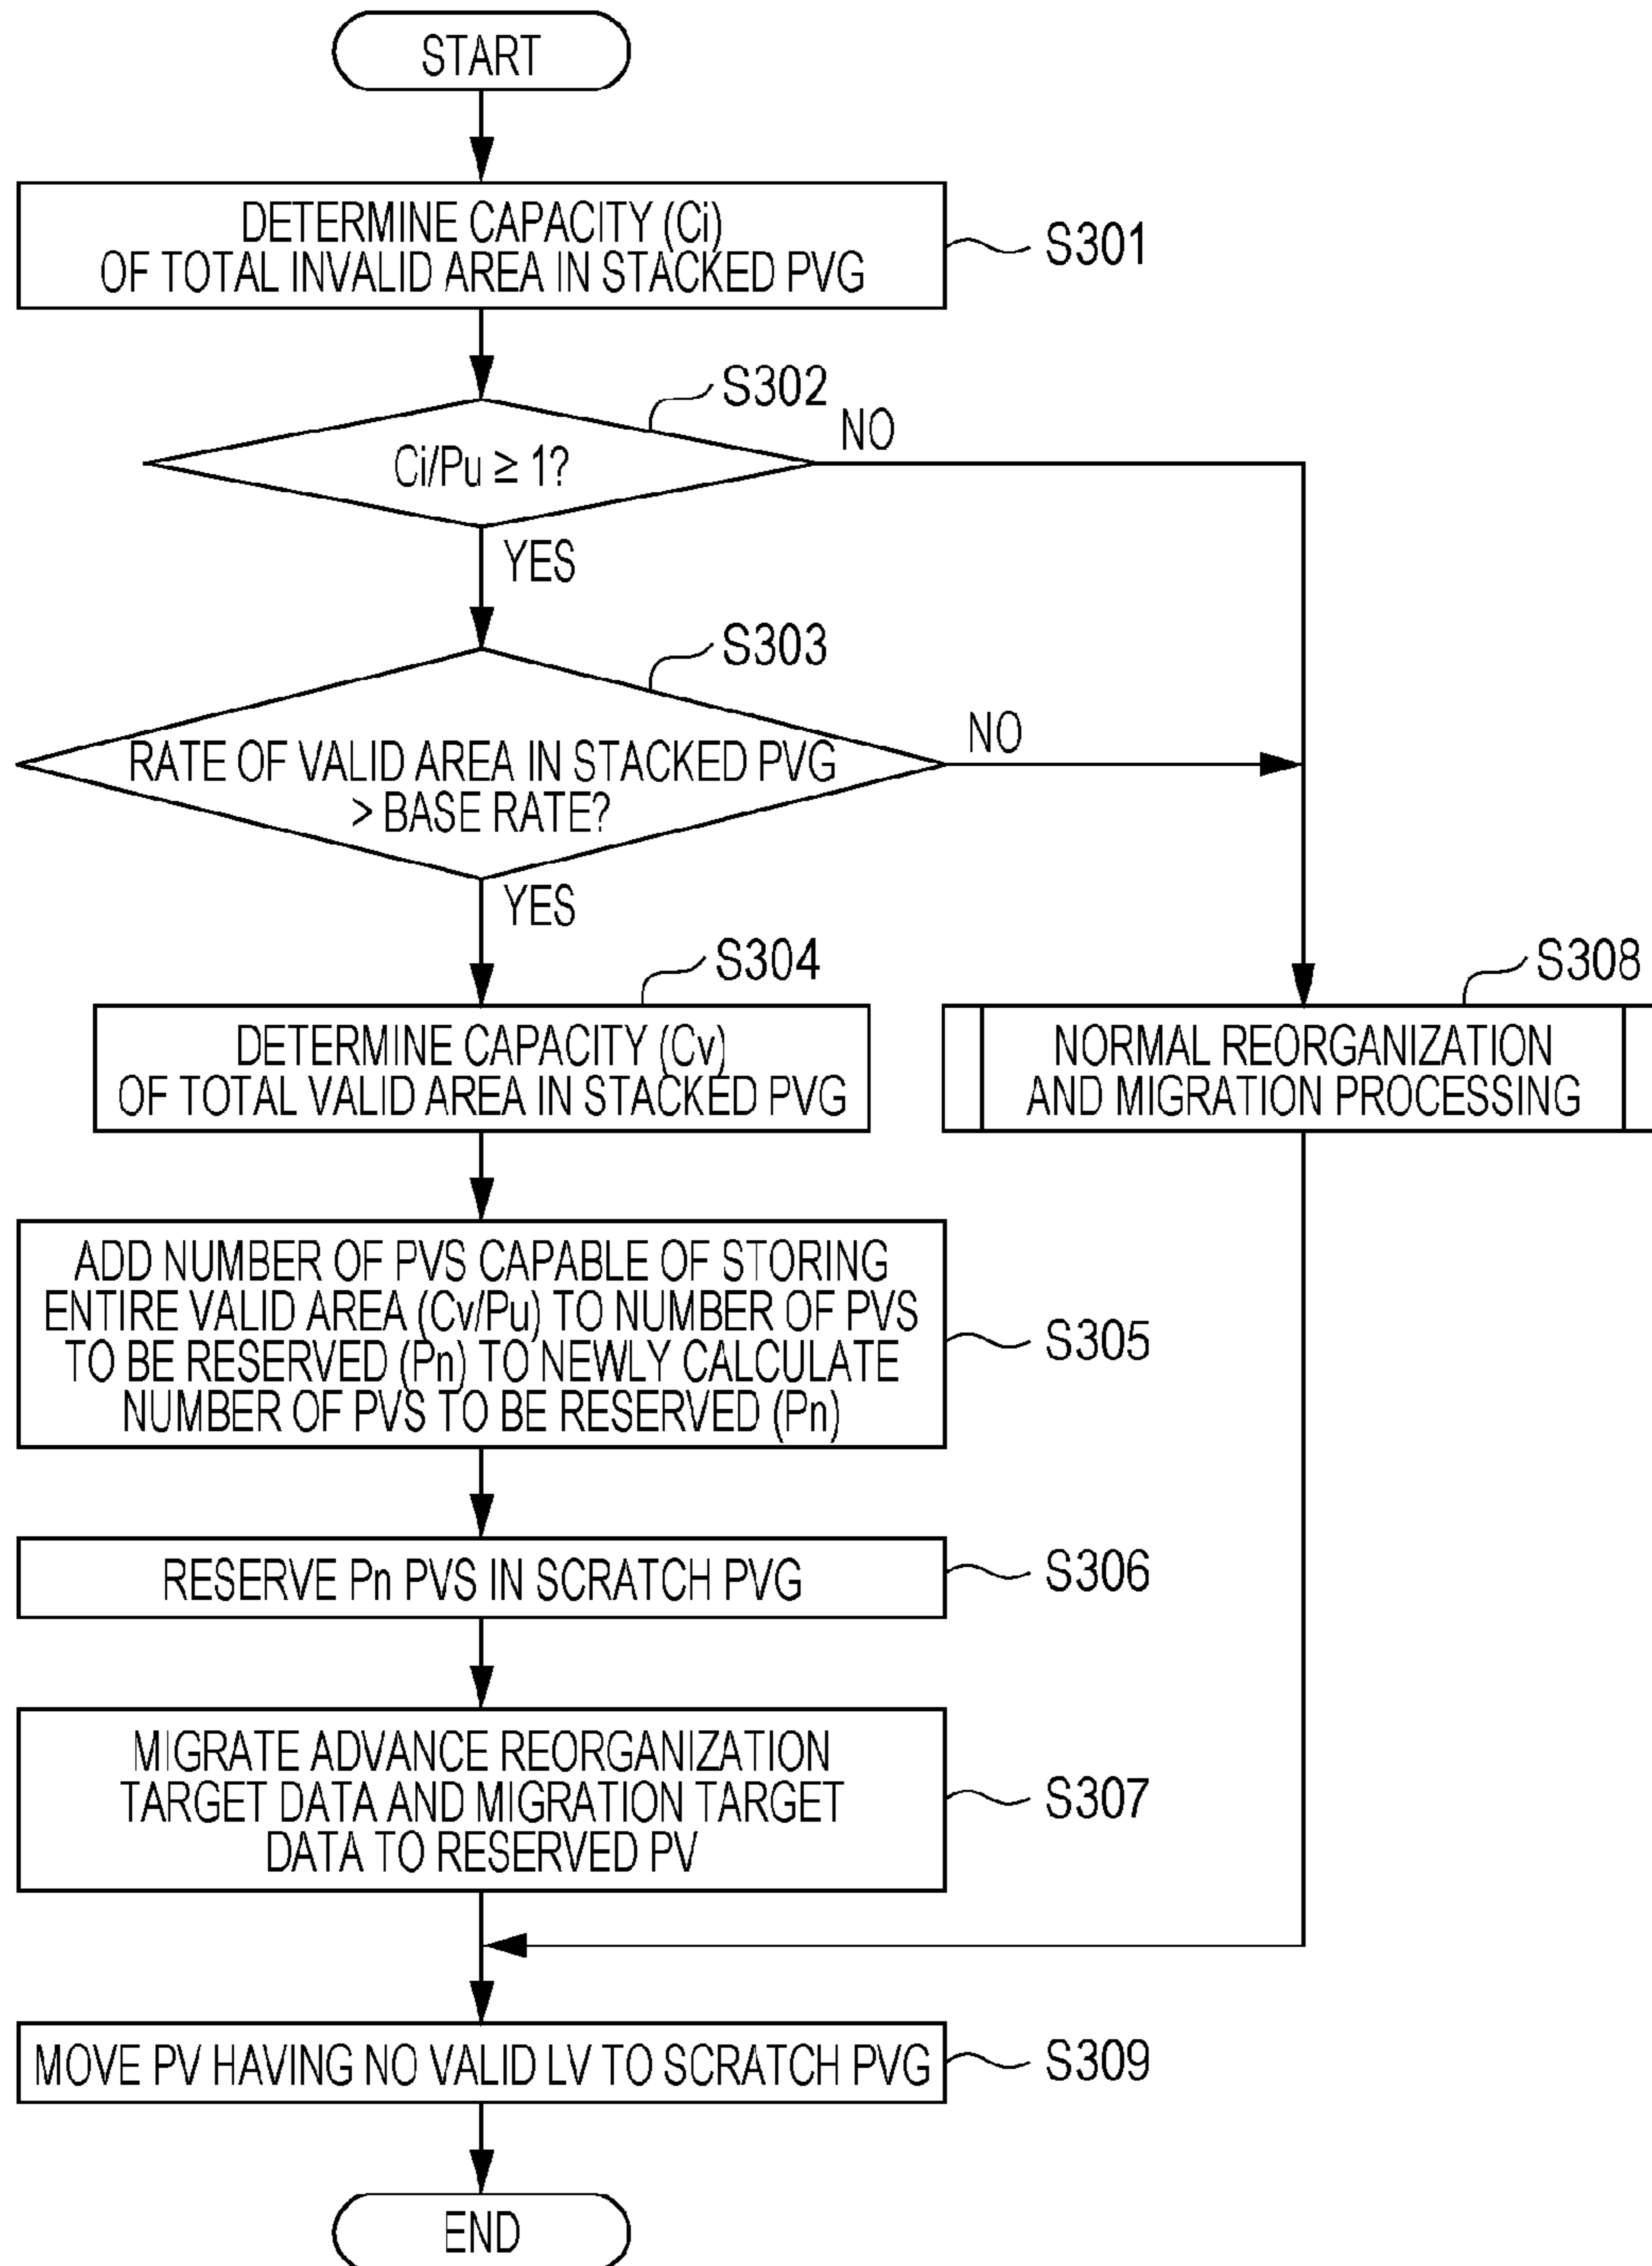 START
DETERMINE CAPACITY (Ci)
OF TOTAL INVALID AREA IN STACKED PVG
S301
S302
Ci/Pu ≥ 1?
NO
YES
S303
RATE OF VALID AREA IN STACKED PVG
> BASE RATE?
NO
YES
S304
DETERMINE CAPACITY (Cv)
OF TOTAL VALID AREA IN STACKED PVG
S308
NORMAL REORGANIZATION
AND MIGRATION PROCESSING
ADD NUMBER OF PVS CAPABLE OF STORING
ENTIRE VALID AREA (Cv/Pu) TO NUMBER OF PVS
TO BE RESERVED (Pn) TO NEWLY CALCULATE
NUMBER OF PVS TO BE RESERVED (Pn)
S305
RESERVE Pn PVS IN SCRATCH PVG
S306
MIGRATE ADVANCE REORGANIZATION
TARGET DATA AND MIGRATION TARGET
DATA TO RESERVED PV
S307
MOVE PV HAVING NO VALID LV TO SCRATCH PVG
S309
END